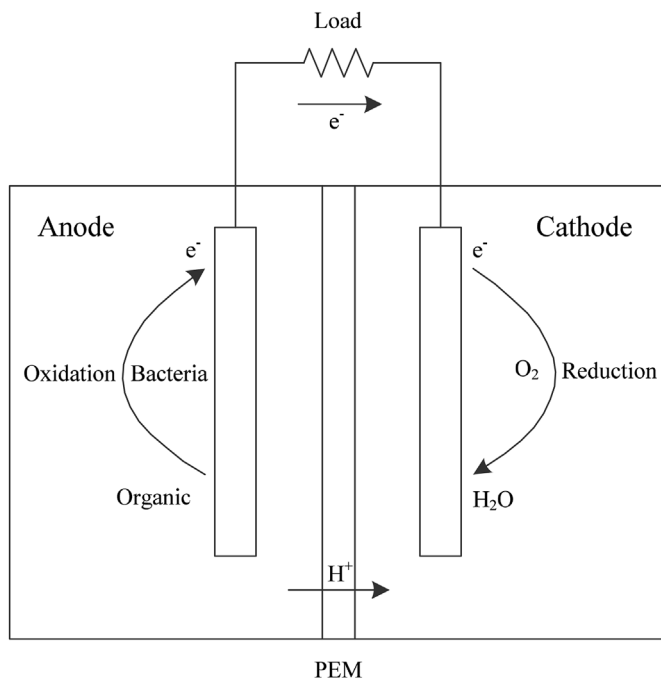 Load
e⁻
Anode
Cathode
e⁻
e⁻
Oxidation
Bacteria
O₂
Reduction
Organic
H₂O
H⁺
PEM